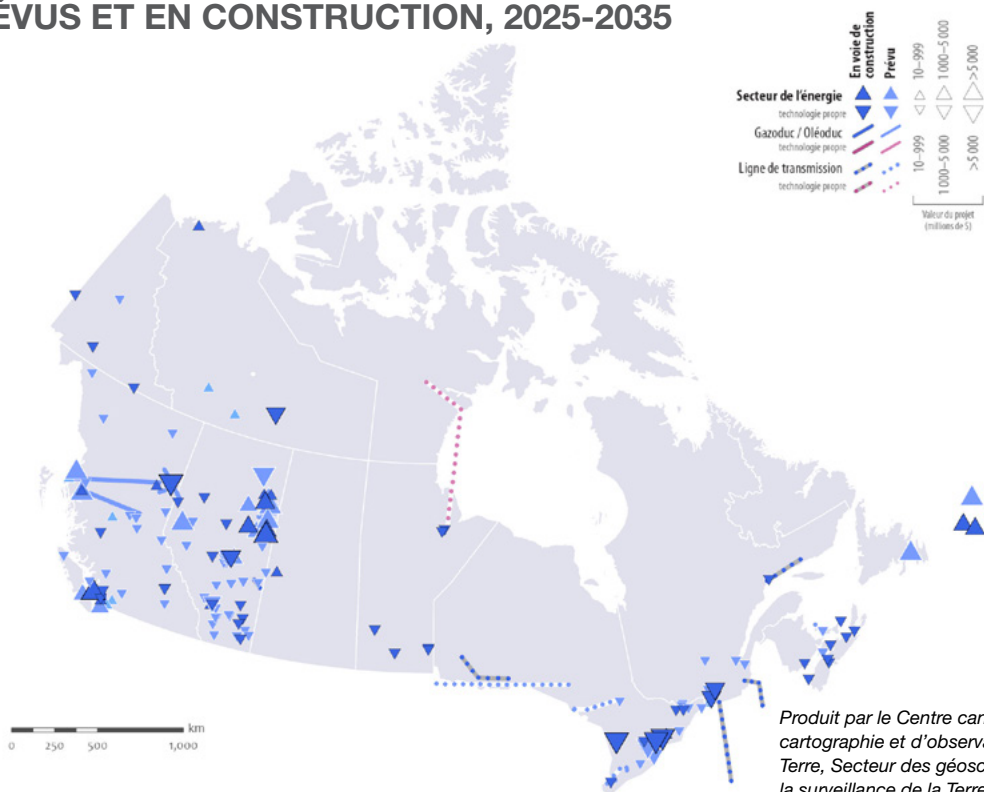 ÉVUS ET EN CONSTRUCTION, 2025-2035
En voie de
construction
Prévu
10–999
1 000–5 000
>5 000
Secteur de l'énergie
technologie propre
Gazoduc / Oléoduc
technologie propre
Ligne de transmission
technologie propre
10–999
1 000–5 000
>5 000
Valeur du projet
(millions de $)
km
0 250 500 1,000
Produit par le Centre can
cartographie et d'observa
Terre, Secteur des géosc
la surveillance de la Terre